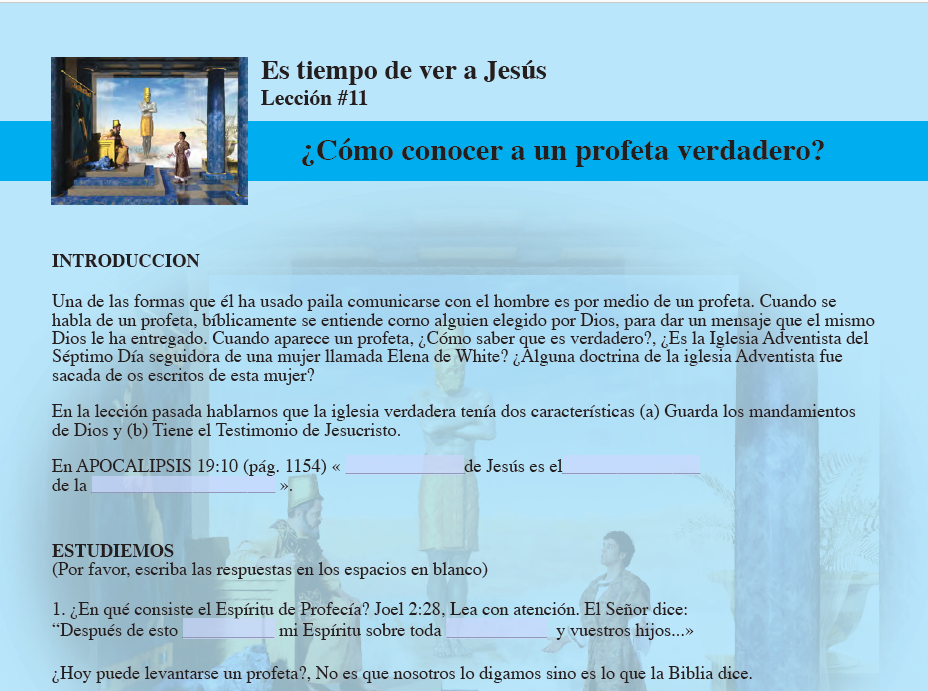 Es tiempo de ver a Jesús
Lección #11
¿Cómo conocer a un profeta verdadero?
INTRODUCCION
Una de las formas que él ha usado paila comunicarse con el hombre es por medio de un profeta. Cuando se
habla de un profeta, bíblicamente se entiende corno alguien elegido por Dios, para dar un mensaje que el mismo
Dios le ha entregado. Cuando aparece un profeta, ¿Cómo saber que es verdadero?, ¿Es la Iglesia Adventista del
Séptimo Día seguidora de una mujer llamada Elena de White? ¿Alguna doctrina de la iglesia Adventista fue
sacada de os escritos de esta mujer?
En la lección pasada hablarnos que la iglesia verdadera tenía dos características (a) Guarda los mandamientos
de Dios y (b) Tiene el Testimonio de Jesucristo.
En APOCALIPSIS 19:10 (pág. 1154) « ____________ de Jesús es el ______________
de la __________________ ».
ESTUDIEMOS
(Por favor, escriba las respuestas en los espacios en blanco)
1. ¿En qué consiste el Espíritu de Profecía? Joel 2:28, Lea con atención. El Señor dice:
“Después de esto _________ mi Espíritu sobre toda __________ y vuestros hijos...»
¿Hoy puede levantarse un profeta?, No es que nosotros lo digamos sino es lo que la Biblia dice.